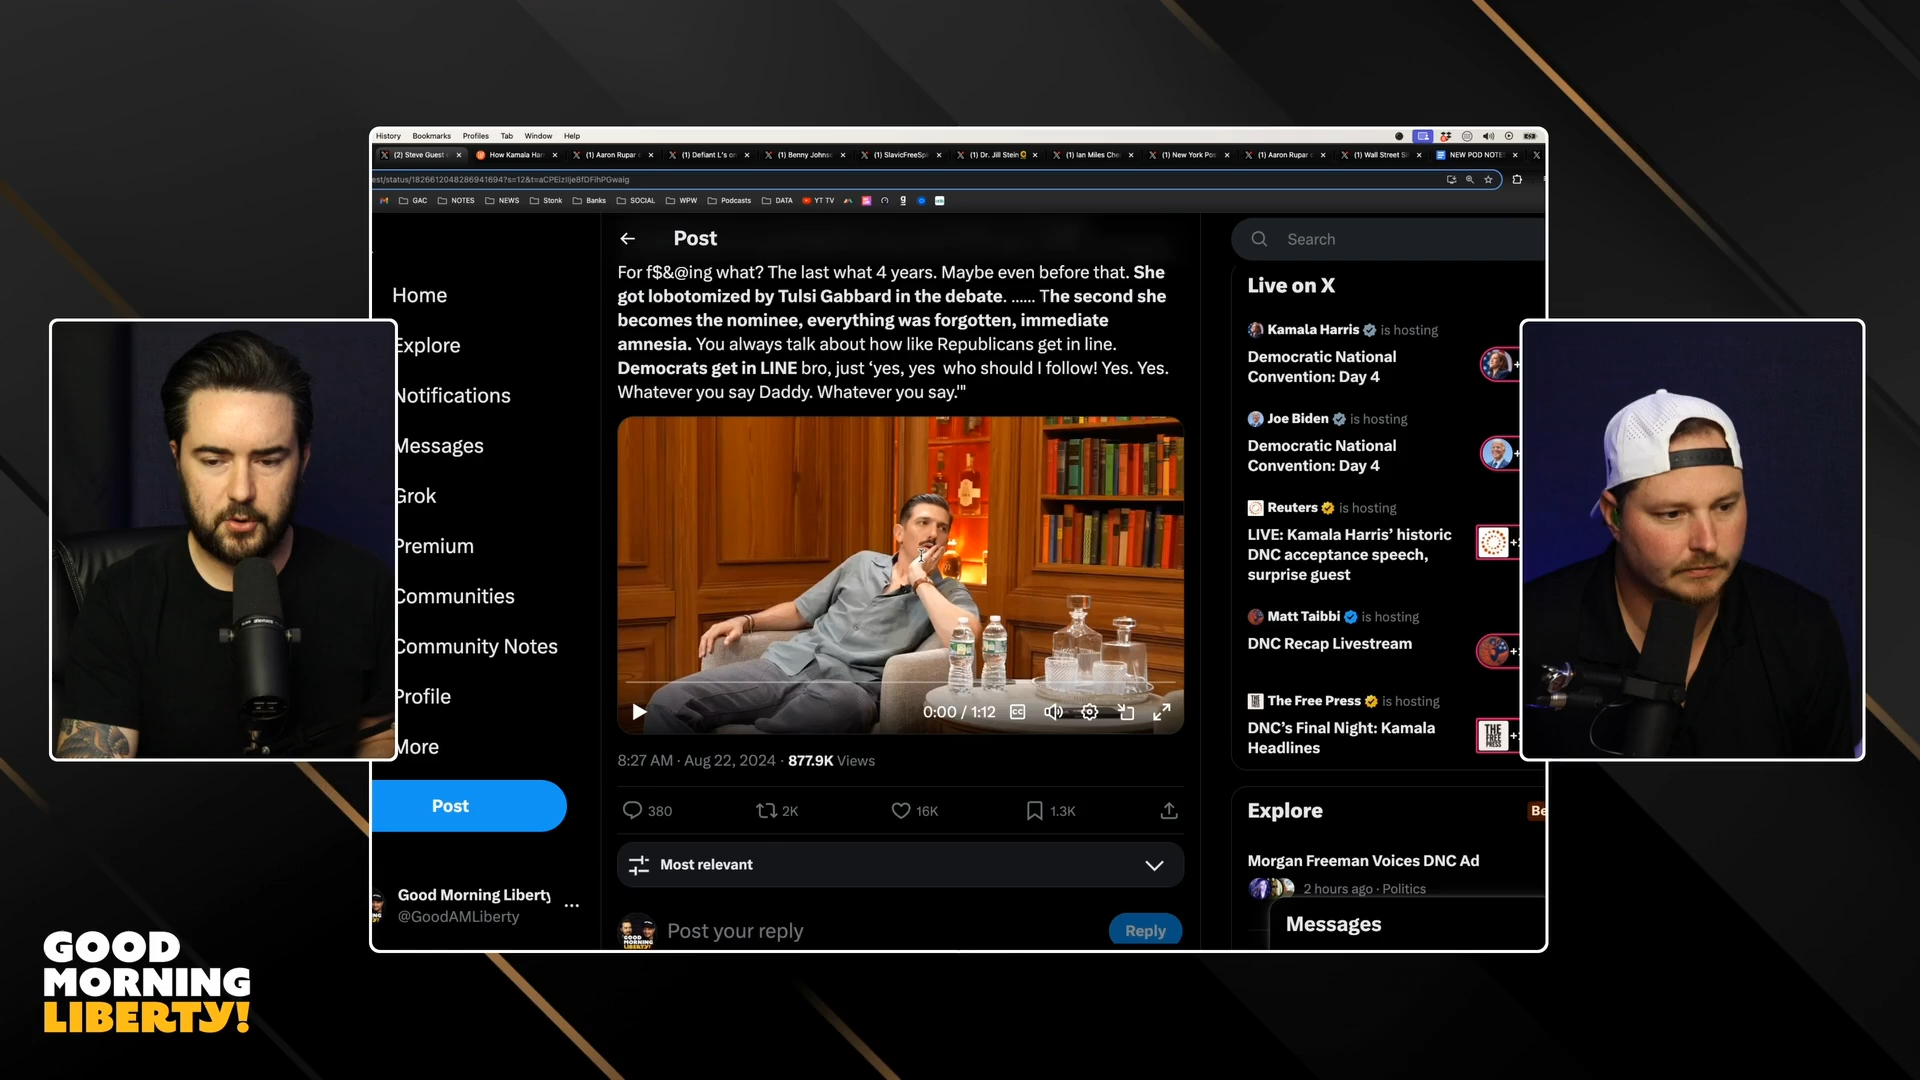 History Bookmarks Profiles Tab Window Help
(2) Steve Guest
How Kamala Har
(1) Aaron Rupar
(1) Defiant L's on
(1) Benny Johns
(1) SlavicFreeSp
(1) Dr. Jill Stein
(1) Ian Miles Che
(1) New York Pos
(1) Aaron Rupar
(1) Wall Street Si
NEW POD NOTE
est/status/1826612048286941694?s=12&t=aCPEIzIIje8fDFihPGwaig
GAC NOTES NEWS Stonk Banks SOCIAL WPW Podcasts DATA YT TV
Home
Explore
Notifications
Messages
Grok
Premium
Communities
Community Notes
Profile
More
Post
Good Morning Liberty
@GoodAMLiberty
Post
For f$&@ing what? The last what 4 years. Maybe even before that. She
got lobotomized by Tulsi Gabbard in the debate. ...... The second she
becomes the nominee, everything was forgotten, immediate
amnesia. You always talk about how like Republicans get in line.
Democrats get in LINE bro, just ‘yes, yes who should I follow! Yes. Yes.
Whatever you say Daddy. Whatever you say.'"
0:00 / 1:12
8:27 AM · Aug 22, 2024 · 877.9K Views
380 2K 16K 1.3K
Most relevant
Post your reply
Reply
Search
Live on X
Kamala Harris is hosting
Democratic National
Convention: Day 4
Joe Biden is hosting
Democratic National
Convention: Day 4
Reuters is hosting
LIVE: Kamala Harris’ historic
DNC acceptance speech,
surprise guest
Matt Taibbi is hosting
DNC Recap Livestream
The Free Press is hosting
DNC’s Final Night: Kamala
Headlines
THE
FREE
PRESS
Explore
Be
Morgan Freeman Voices DNC Ad
2 hours ago · Politics
Messages
GOOD
MORNING
LIBERTY!